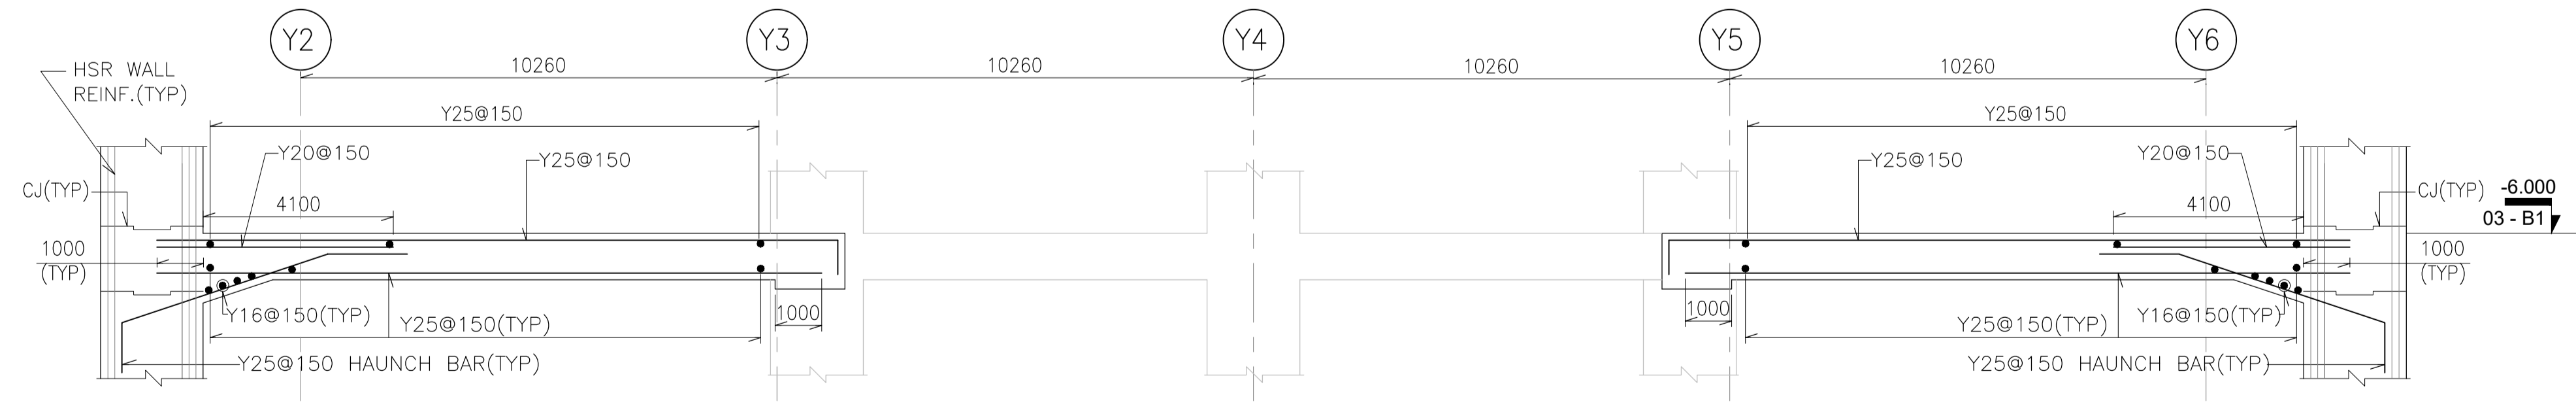 Y2
Y3
Y4
Y5
Y6
10260
10260
10260
10260
HSR WALL
REINF.(TYP)
Y25@150
Y25@150
Y20@150
Y25@150
Y25@150
Y20@150
CJ(TYP)
4100
4100
CJ(TYP)
-6.000
03 - B1
1000
(TYP)
1000
(TYP)
Y16@150(TYP)
Y25@150(TYP)
1000
1000
Y25@150(TYP)
Y16@150(TYP)
Y25@150 HAUNCH BAR(TYP)
Y25@150 HAUNCH BAR(TYP)